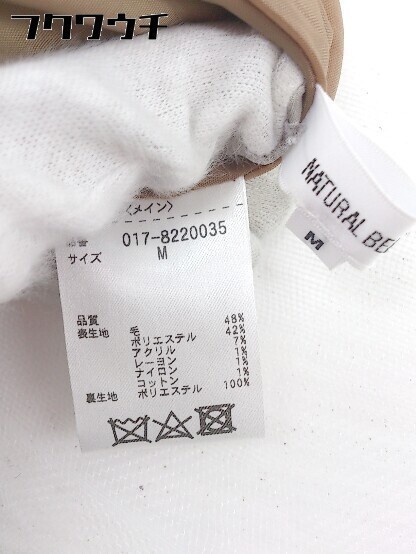 フクワウチ
NATURAL BE
M
〈メイン〉
品番 017-8220035
サイズ M
品質
表生地 毛 48%
ポリエステル 42%
アクリル 7%
レーヨン 1%
ナイロン 1%
コットン 1%
裏生地 ポリエステル 100%